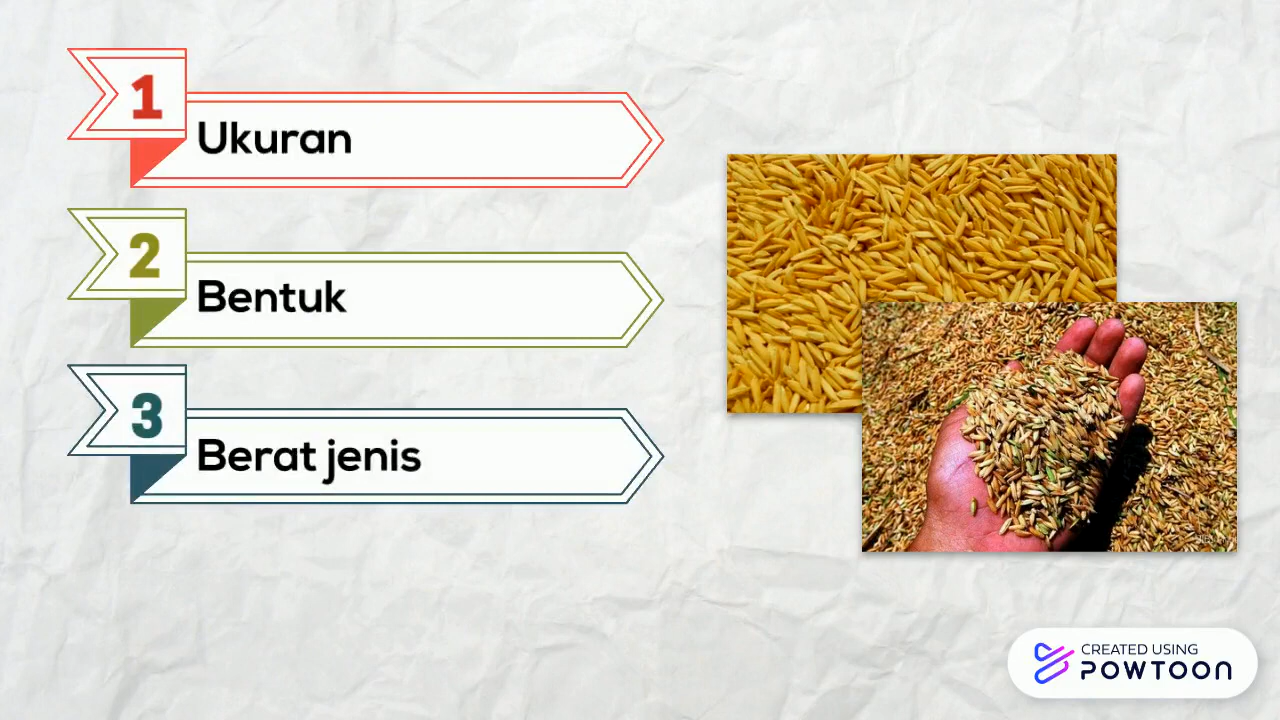 1
Ukuran
2
Bentuk
3
Berat jenis
CREATED USING
POWTOON